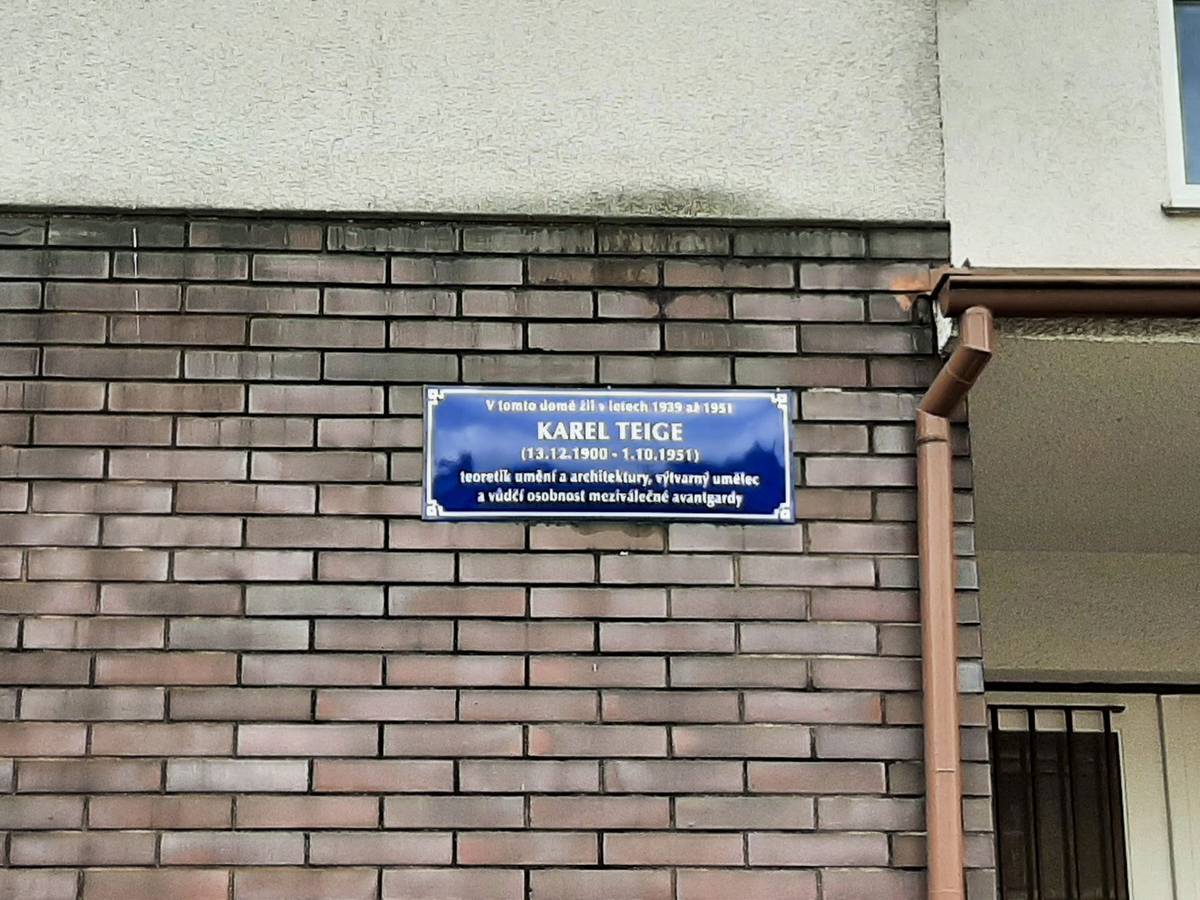 V tomto domě žil v letech 1939 až 1951
KAREL TEIGE
(13.12.1900 - 1.10.1951)
teoretik umění a architektury, výtvarný umělec
a vůdčí osobnost meziválečné avantgardy